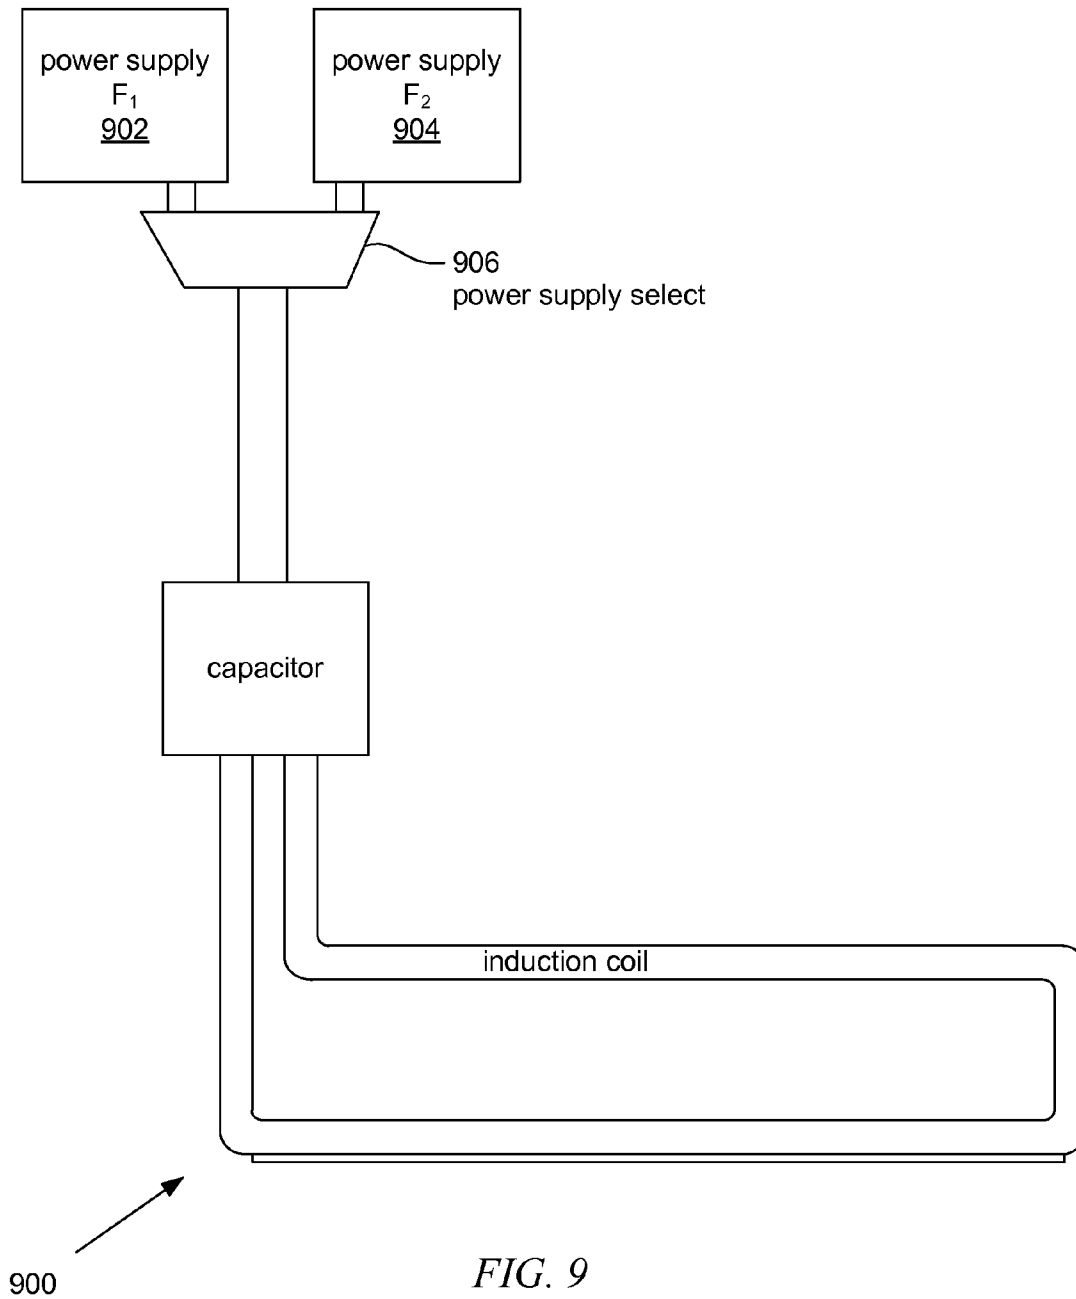 power supply
F₁
902
power supply
F₂
904
906
power supply select
capacitor
induction coil
900
FIG. 9